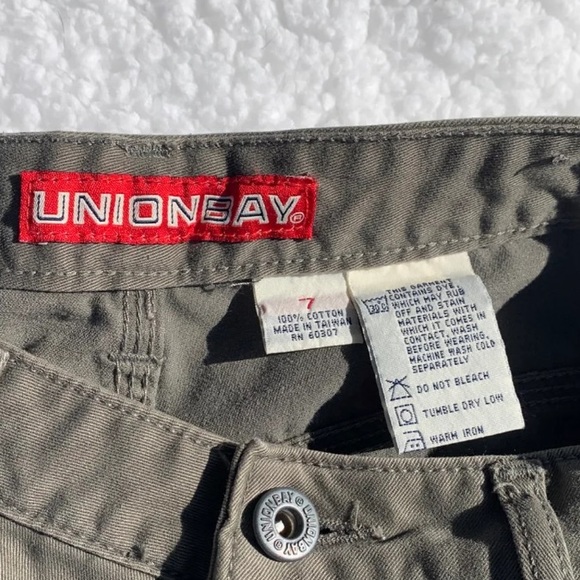 UNIONBAY
7
100% COTTON
MADE IN TAIWAN
RN 60307
THIS GARMENT
CONTAINS DYE,
WHICH MAY RUB
OFF AND STAIN
MATERIALS WITH
WHICH IT COMES IN
CONTACT, WASH
BEFORE WEARING.
MACHINE WASH COLD
SEPARATELY
DO NOT BLEACH
TUMBLE DRY LOW
WARM IRON
UNIONBAY
UNIONBAY